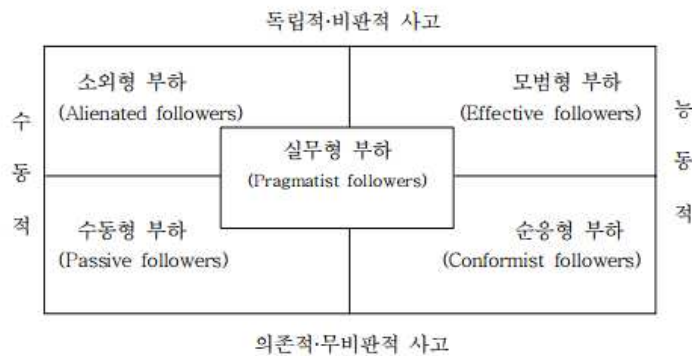 독립적·비판적 사고
소외형 부하
(Alienated followers)
모범형 부하
(Effective followers)
수동적
능동적
실무형 부하
(Pragmatist followers)
수동형 부하
(Passive followers)
순응형 부하
(Conformist followers)
의존적·무비판적 사고